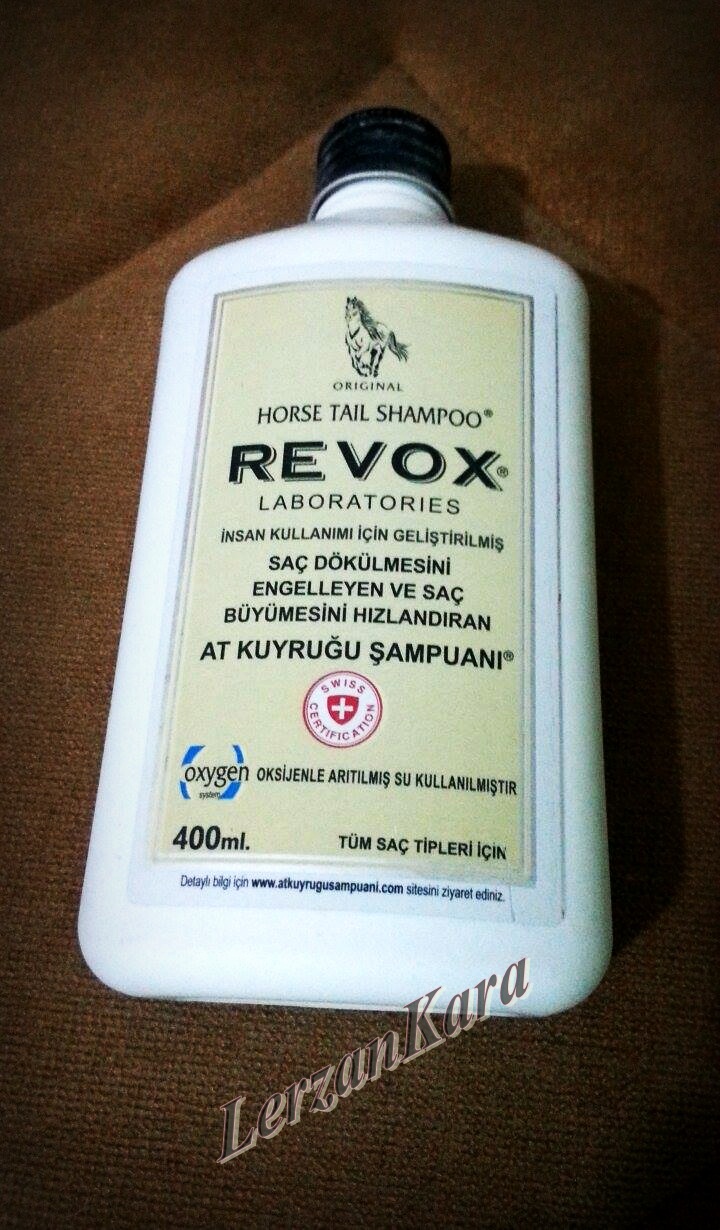 ORIGINAL
HORSE TAIL SHAMPOO®
REVOX®
LABORATORIES
İNSAN KULLANIMI İÇİN GELİŞTİRİLMİŞ
SAÇ DÖKÜLMESİNİ
ENGELLEYEN VE SAÇ
BÜYÜMESİNİ HIZLANDIRAN
AT KUYRUĞU ŞAMPUANI®
SWISS
CERTIFICATION
oxygen
system
OKSİJENLE ARITILMIŞ SU KULLANILMIŞTIR
400ml.
TÜM SAÇ TİPLERİ İÇİN
Detaylı bilgi için www.atkuyrugusampuani.com sitesini ziyaret ediniz.
LerzanKara